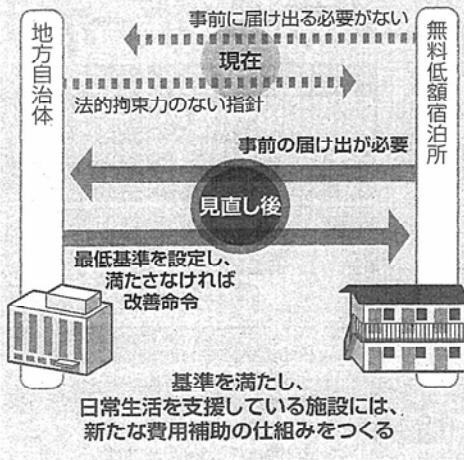 地方自治体
無料低額宿泊所
事前に届け出る必要がない
現在
法的拘束力のない指針
事前の届け出が必要
見直し後
最低基準を設定し、
満たさなければ
改善命令
基準を満たし、
日常生活を支援している施設には、
新たな費用補助の仕組みをつくる